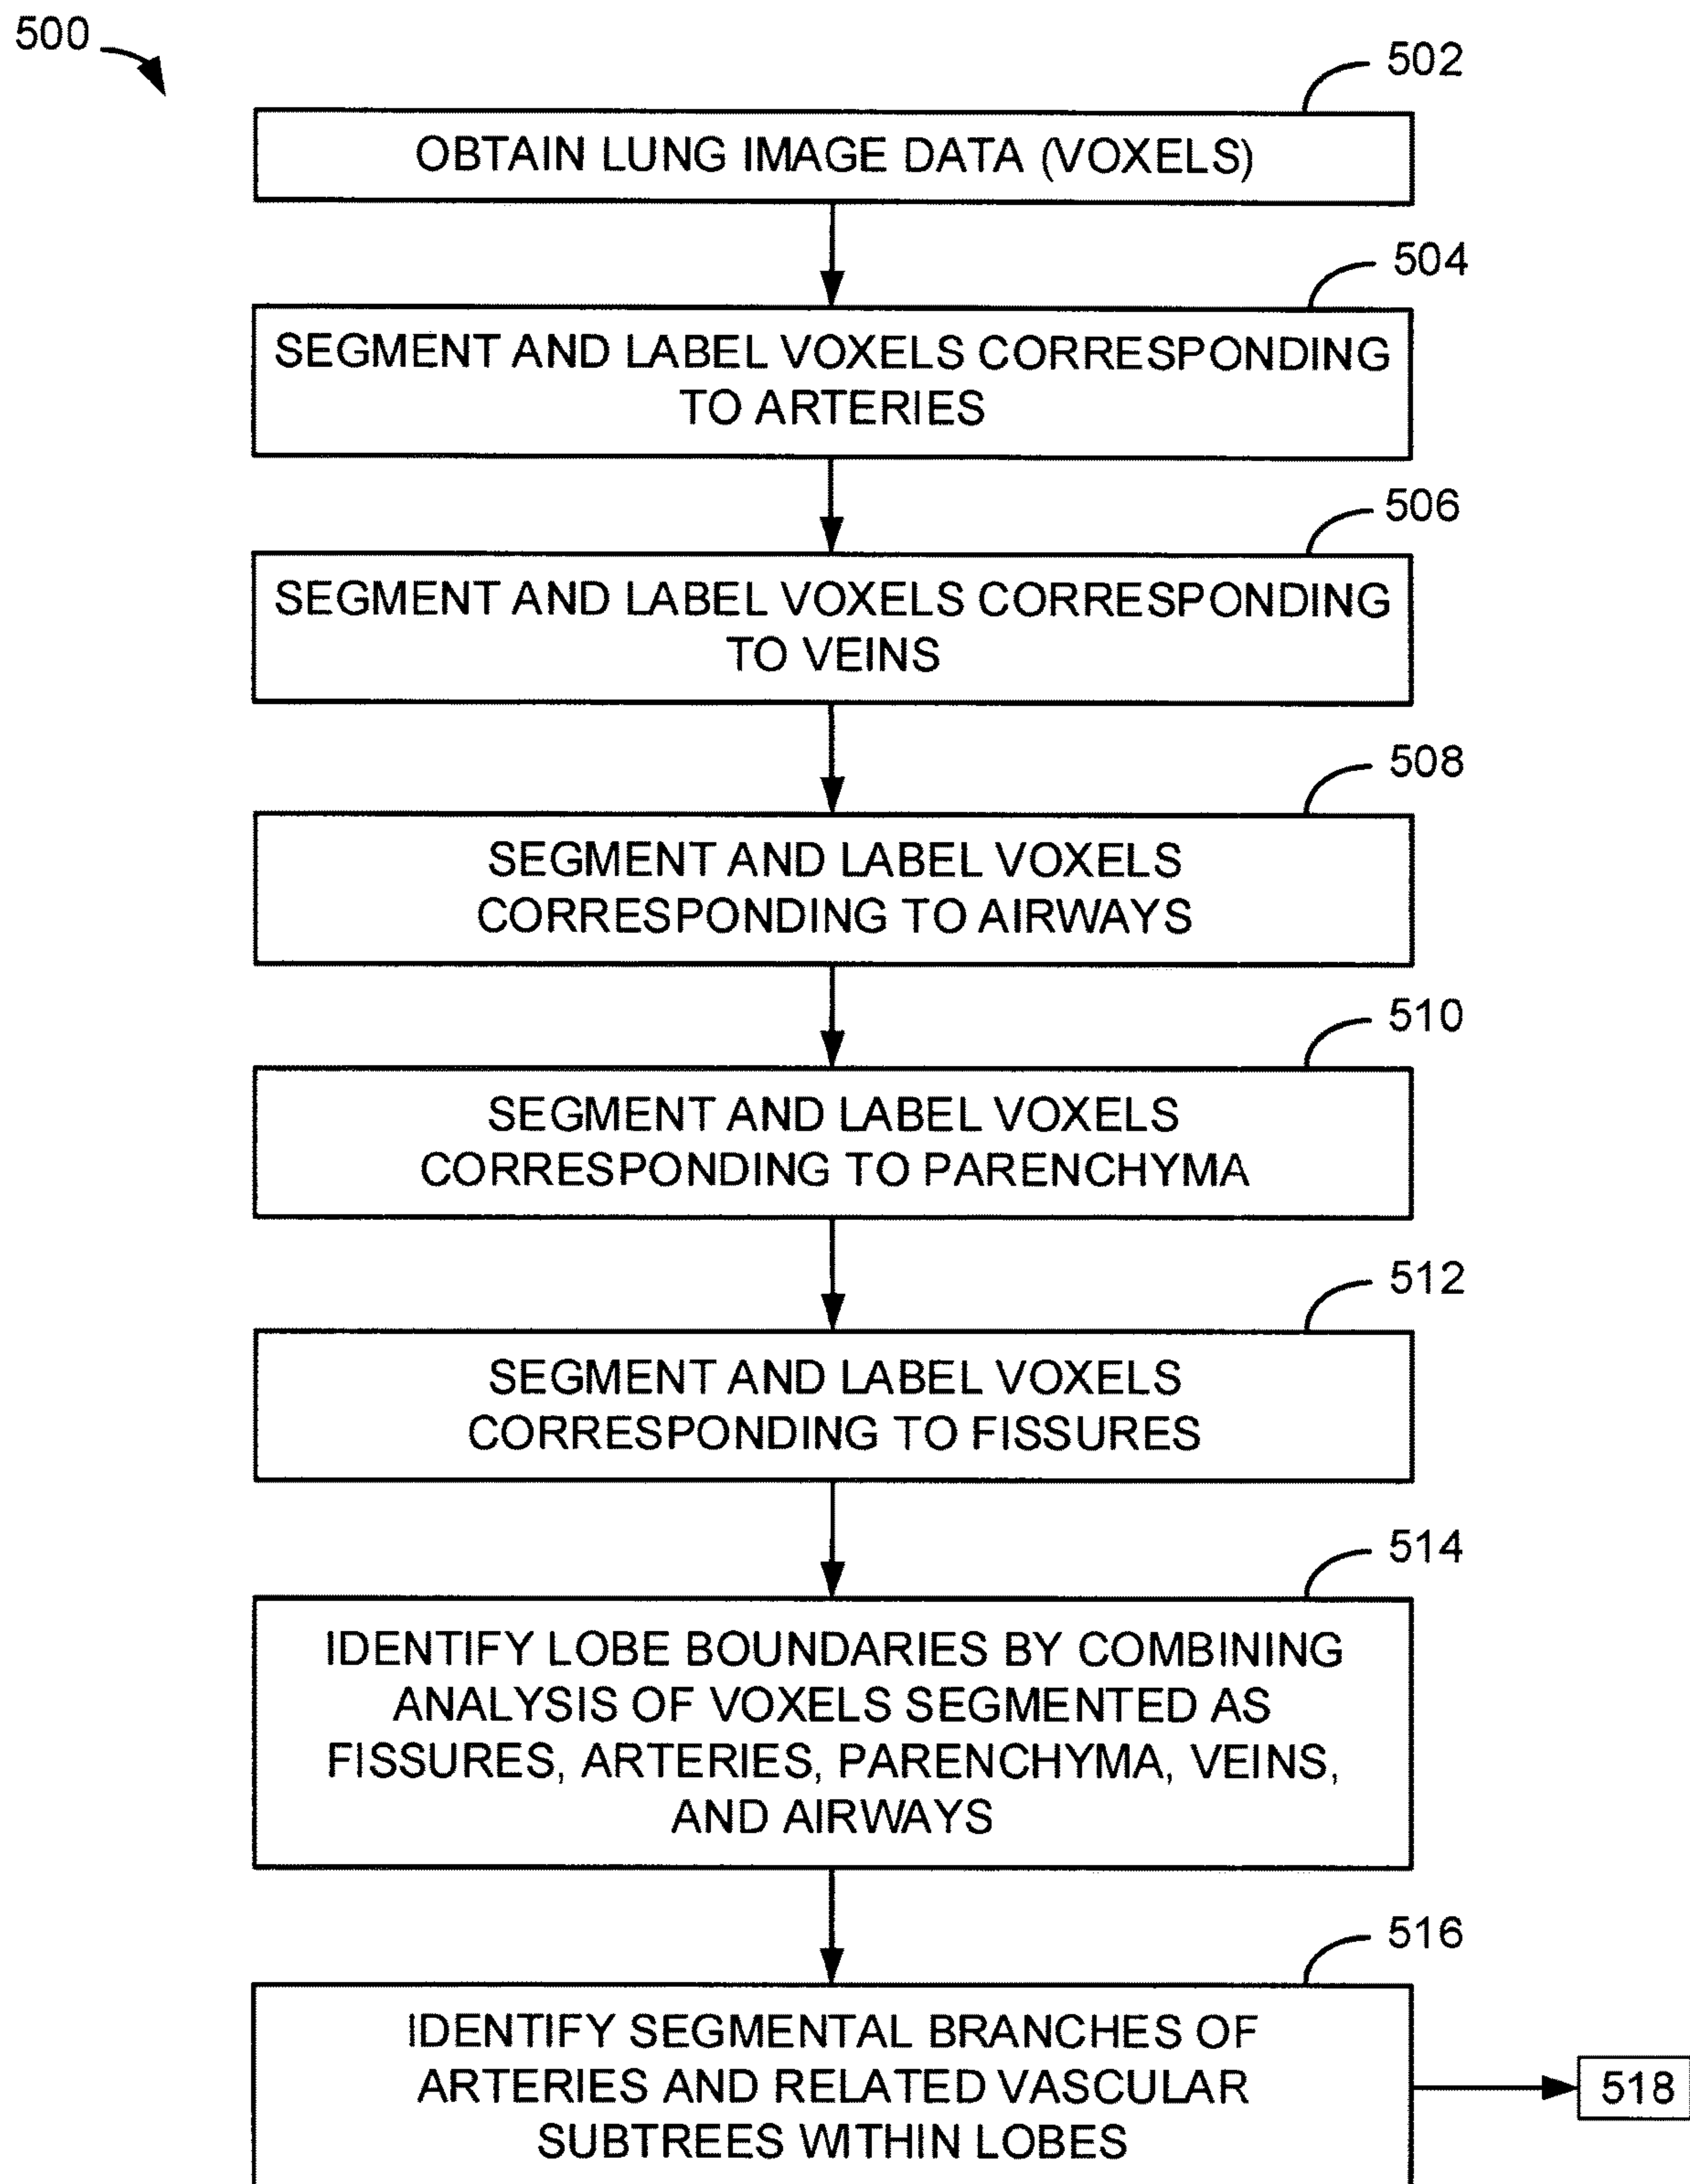 500
502
OBTAIN LUNG IMAGE DATA (VOXELS)
504
SEGMENT AND LABEL VOXELS CORRESPONDING
TO ARTERIES
506
SEGMENT AND LABEL VOXELS CORRESPONDING
TO VEINS
508
SEGMENT AND LABEL VOXELS
CORRESPONDING TO AIRWAYS
510
SEGMENT AND LABEL VOXELS
CORRESPONDING TO PARENCHYMA
512
SEGMENT AND LABEL VOXELS
CORRESPONDING TO FISSURES
514
IDENTIFY LOBE BOUNDARIES BY COMBINING
ANALYSIS OF VOXELS SEGMENTED AS
FISSURES, ARTERIES, PARENCHYMA, VEINS,
AND AIRWAYS
516
IDENTIFY SEGMENTAL BRANCHES OF
ARTERIES AND RELATED VASCULAR
SUBTREES WITHIN LOBES
518